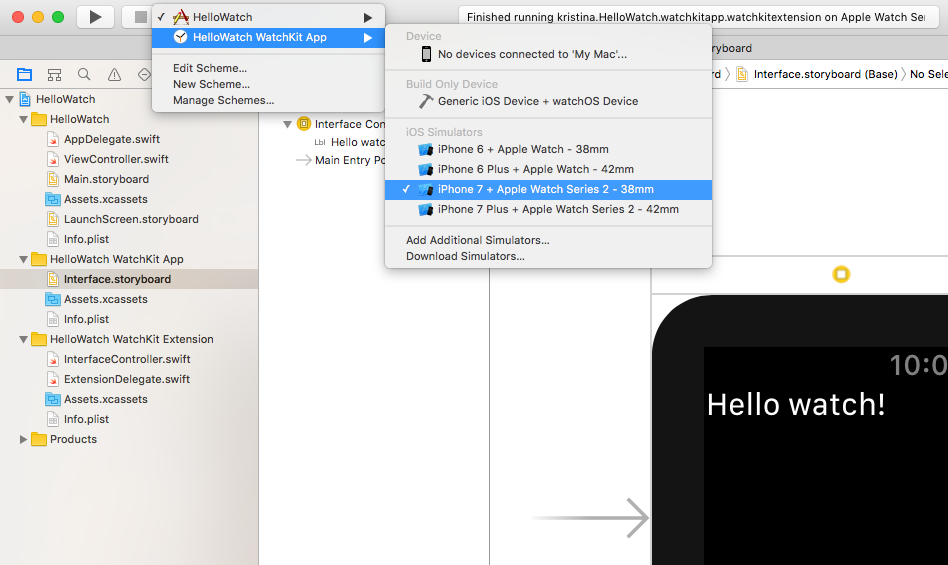 HelloWatch
HelloWatch WatchKit App
Edit Scheme...
New Scheme...
Manage Schemes...
Finished running kristina.HelloWatch.watchkitapp.watchkitextension on Apple Watch Seri
Device
No devices connected to 'My Mac'...
Build Only Device
Generic iOS Device + watchOS Device
iOS Simulators
iPhone 6 + Apple Watch - 38mm
iPhone 6 Plus + Apple Watch - 42mm
iPhone 7 + Apple Watch Series 2 - 38mm
iPhone 7 Plus + Apple Watch Series 2 - 42mm
Add Additional Simulators...
Download Simulators...
ryboard
rd
Interface.storyboard (Base)
No Sele
HelloWatch
HelloWatch
AppDelegate.swift
ViewController.swift
Main.storyboard
Assets.xcassets
LaunchScreen.storyboard
Info.plist
HelloWatch WatchKit App
Interface.storyboard
Assets.xcassets
Info.plist
HelloWatch WatchKit Extension
InterfaceController.swift
ExtensionDelegate.swift
Assets.xcassets
Info.plist
Products
Interface Con
Lbl Hello watc
Main Entry Po
10:0
Hello watch!